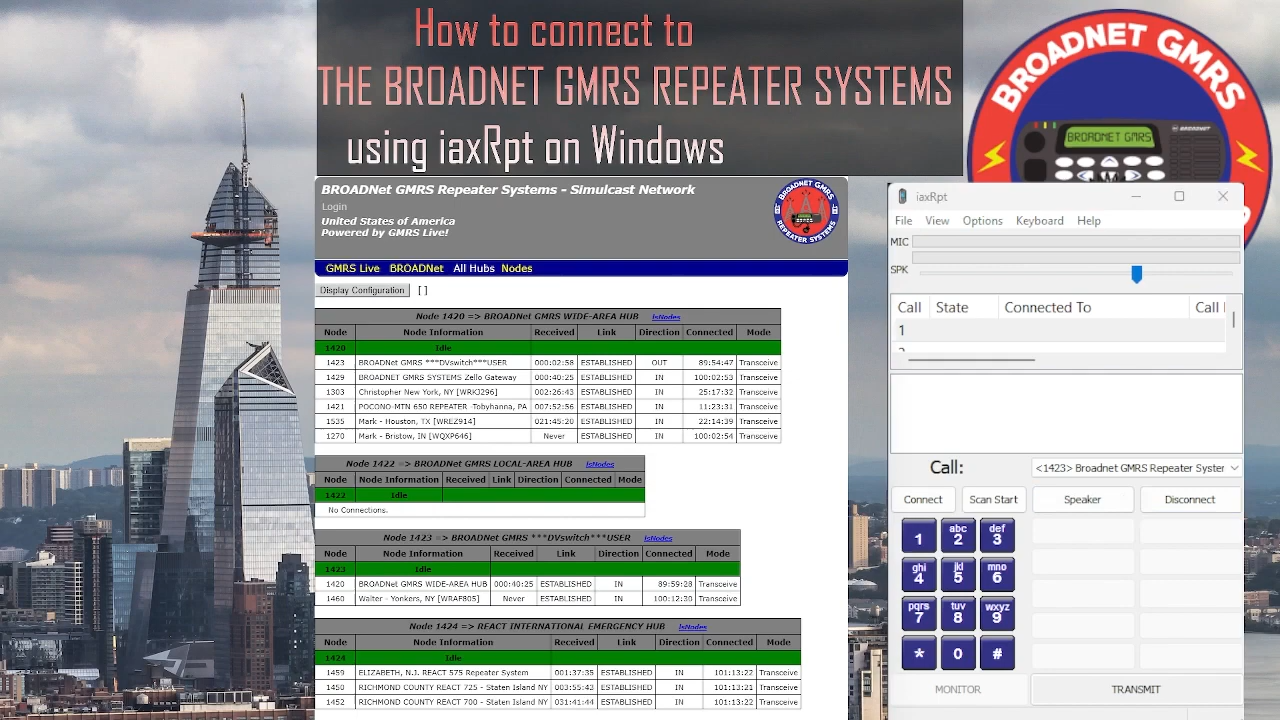 How to connect to
THE BROADNET GMRS REPEATER SYSTEMS
using iaxRpt on Windows
BROADNET GMRS
BROADNET GMRS
BROADNET
BROADNet GMRS Repeater Systems - Simulcast Network
Login
United States of America
Powered by GMRS Live!
BROADNET GMRS
REPEATER SYSTEMS
GMRS Live BROADNet All Hubs Nodes
Display Configuration [ ]
Node 1420 => BROADNet GMRS WIDE-AREA HUB lsNodes
Node Node Information Received Link Direction Connected Mode
1420 Idle
1423 BROADNet GMRS ***DVswitch***USER 000:02:58 ESTABLISHED OUT 89:54:47 Transceive
1429 BROADNET GMRS SYSTEMS Zello Gateway 000:40:25 ESTABLISHED IN 100:02:53 Transceive
1303 Christopher New York, NY [WRKJ296] 002:26:43 ESTABLISHED IN 25:17:32 Transceive
1421 POCONO-MTN 650 REPEATER -Tobyhanna, PA 007:52:56 ESTABLISHED IN 11:23:31 Transceive
1535 Mark - Houston, TX [WREZ914] 021:45:20 ESTABLISHED IN 22:14:39 Transceive
1270 Mark - Bristow, IN [WQXP646] Never ESTABLISHED IN 100:02:54 Transceive
Node 1422 => BROADNet GMRS LOCAL-AREA HUB lsNodes
Node Node Information Received Link Direction Connected Mode
1422 Idle
No Connections.
Node 1423 => BROADNet GMRS ***DVswitch***USER lsNodes
Node Node Information Received Link Direction Connected Mode
1423 Idle
1420 BROADNet GMRS WIDE-AREA HUB 000:40:25 ESTABLISHED IN 89:59:28 Transceive
1460 Walter - Yonkers, NY [WRAF805] Never ESTABLISHED IN 100:12:30 Transceive
Node 1424 => REACT INTERNATIONAL EMERGENCY HUB lsNodes
Node Node Information Received Link Direction Connected Mode
1424 Idle
1459 ELIZABETH, N.J. REACT 575 Repeater System 001:37:35 ESTABLISHED IN 101:13:22 Transceive
1450 RICHMOND COUNTY REACT 725 - Staten Island NY 003:55:43 ESTABLISHED IN 101:13:21 Transceive
1452 RICHMOND COUNTY REACT 700 - Staten Island NY 031:41:44 ESTABLISHED IN 101:13:22 Transceive
iaxRpt
File View Options Keyboard Help
MIC
SPK
Call State Connected To Call I
1
Call: <1423> Broadnet GMRS Repeater System
Connect Scan Start Speaker Disconnect
1 abc 2 def 3
ghi 4 jkl 5 mno 6
pqrs 7 tuv 8 wxyz 9
* 0 #
MONITOR TRANSMIT